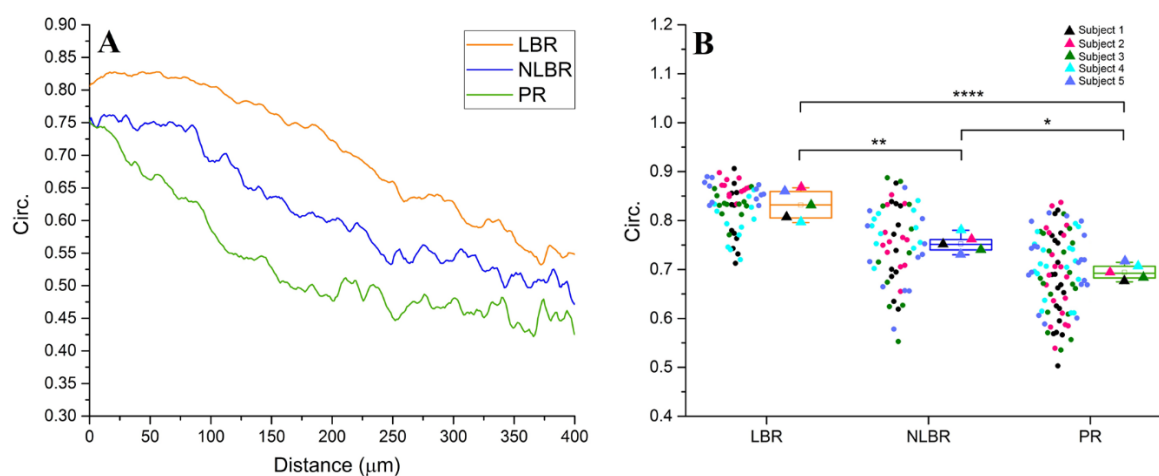 A
LBR
NLBR
PR
Circ.
0.90
0.85
0.80
0.75
0.70
0.65
0.60
0.55
0.50
0.45
0.40
0.35
0.30
0 50 100 150 200 250 300 350 400
Distance (μm)
B
Subject 1
Subject 2
Subject 3
Subject 4
Subject 5
****
**
*
Circ.
1.2
1.1
1.0
0.9
0.8
0.7
0.6
0.5
0.4
LBR NLBR PR